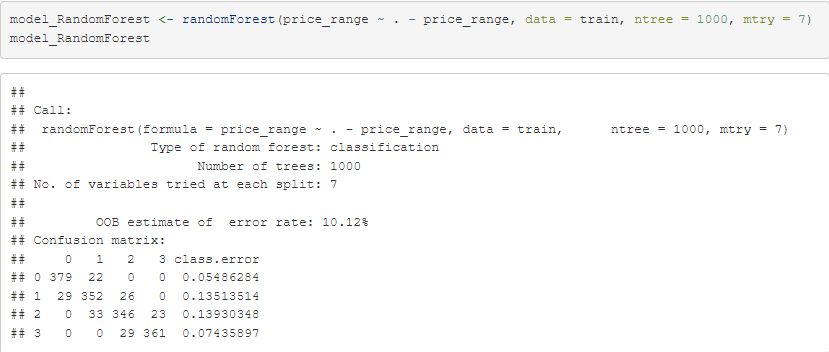 model_RandomForest <- randomForest(price_range ~ . - price_range, data = train, ntree = 1000, mtry = 7)
model_RandomForest
##
## Call:
##  randomForest(formula = price_range ~ . - price_range, data = train,      ntree = 1000, mtry = 7)
##                Type of random forest: classification
##                      Number of trees: 1000
## No. of variables tried at each split: 7
##
##         OOB estimate of  error rate: 10.12%
## Confusion matrix:
##     0   1   2   3 class.error
## 0 379  22   0   0  0.05486284
## 1  29 352  26   0  0.13513514
## 2   0  33 346  23  0.13930348
## 3   0   0  29 361  0.07435897